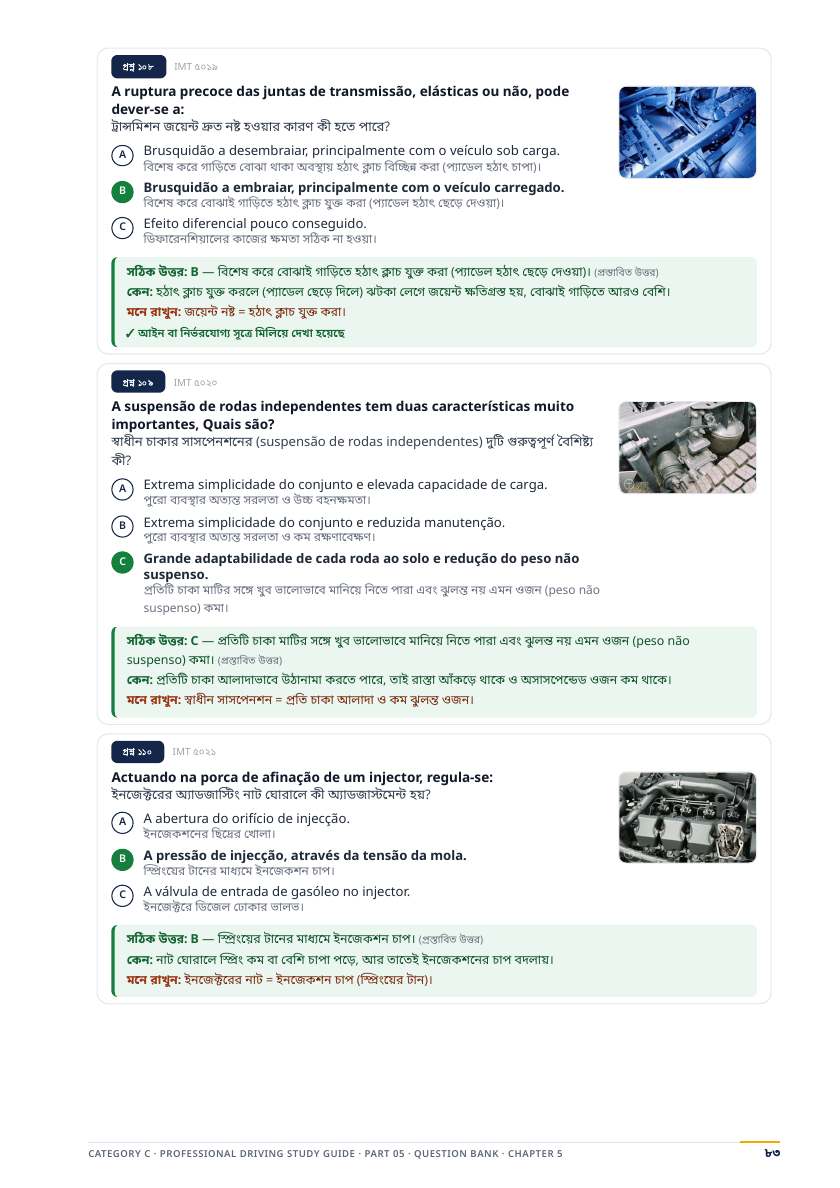 প্রশ্ন ১০৮ IMT ৫০১৯
A ruptura precoce das juntas de transmissão, elásticas ou não, pode
dever-se a:
ট্রান্সমিশন জয়েন্ট দ্রুত নষ্ট হওয়ার কারণ কী হতে পারে?
A Brusquidão a desembraiar, principalmente com o veículo sob carga.
বিশেষ করে গাড়িতে বোঝা থাকা অবস্থায় হঠাৎ ক্লাচ বিচ্ছিন্ন করা (প্যাডেল হঠাৎ চাপা)।
B Brusquidão a embraiar, principalmente com o veículo carregado.
বিশেষ করে বোঝাই গাড়িতে হঠাৎ ক্লাচ যুক্ত করা (প্যাডেল হঠাৎ ছেড়ে দেওয়া)।
C Efeito diferencial pouco conseguido.
ডিফারেনশিয়ালের কাজের ক্ষমতা সঠিক না হওয়া।
সঠিক উত্তর: B — বিশেষ করে বোঝাই গাড়িতে হঠাৎ ক্লাচ যুক্ত করা (প্যাডেল হঠাৎ ছেড়ে দেওয়া)। (প্রস্তাবিত উত্তর)
কেন: হঠাৎ ক্লাচ যুক্ত করলে (প্যাডেল ছেড়ে দিলে) ঝটকা লেগে জয়েন্ট ক্ষতিগ্রস্ত হয়, বোঝাই গাড়িতে আরও বেশি।
মনে রাখুন: জয়েন্ট নষ্ট = হঠাৎ ক্লাচ যুক্ত করা।
✓ আইন বা নির্ভরযোগ্য সূত্রে মিলিয়ে দেখা হয়েছে
প্রশ্ন ১০৯ IMT ৫০২০
A suspensão de rodas independentes tem duas características muito
importantes, Quais são?
স্বাধীন চাকার সাসপেনশনের (suspensão de rodas independentes) দুটি গুরুত্বপূর্ণ বৈশিষ্ট্য
কী?
A Extrema simplicidade do conjunto e elevada capacidade de carga.
পুরো ব্যবস্থার অত্যন্ত সরলতা ও উচ্চ বহনক্ষমতা।
B Extrema simplicidade do conjunto e reduzida manutenção.
পুরো ব্যবস্থার অত্যন্ত সরলতা ও কম রক্ষণাবেক্ষণ।
C Grande adaptabilidade de cada roda ao solo e redução do peso não
suspenso.
প্রতিটি চাকা মাটির সঙ্গে খুব ভালোভাবে মানিয়ে নিতে পারা এবং ঝুলন্ত নয় এমন ওজন (peso não
suspenso) কমা।
সঠিক উত্তর: C — প্রতিটি চাকা মাটির সঙ্গে খুব ভালোভাবে মানিয়ে নিতে পারা এবং ঝুলন্ত নয় এমন ওজন (peso não
suspenso) কমা। (প্রস্তাবিত উত্তর)
কেন: প্রতিটি চাকা আলাদাভাবে উঠানামা করতে পারে, তাই রাস্তা আঁকড়ে থাকে ও অসাসপেন্ডেড ওজন কম থাকে।
মনে রাখুন: স্বাধীন সাসপেনশন = প্রতি চাকা আলাদা ও কম ঝুলন্ত ওজন।
প্রশ্ন ১১০ IMT ৫০২১
Actuando na porca de afinação de um injector, regula-se:
ইনজেক্টরের অ্যাডজাস্টিং নাট ঘোরালে কী অ্যাডজাস্টমেন্ট হয়?
A A abertura do orifício de injecção.
ইনজেকশনের ছিদ্রের খোলা।
B A pressão de injecção, através da tensão da mola.
স্প্রিংয়ের টানের মাধ্যমে ইনজেকশন চাপ।
C A válvula de entrada de gasóleo no injector.
ইনজেক্টরে ডিজেল ঢোকার ভালভ।
সঠিক উত্তর: B — স্প্রিংয়ের টানের মাধ্যমে ইনজেকশন চাপ। (প্রস্তাবিত উত্তর)
কেন: নাট ঘোরালে স্প্রিং কম বা বেশি চাপা পড়ে, আর তাতেই ইনজেকশনের চাপ বদলায়।
মনে রাখুন: ইনজেক্টরের নাট = ইনজেকশন চাপ (স্প্রিংয়ের টান)।
CATEGORY C · PROFESSIONAL DRIVING STUDY GUIDE · PART 05 · QUESTION BANK · CHAPTER 5 ৮৩